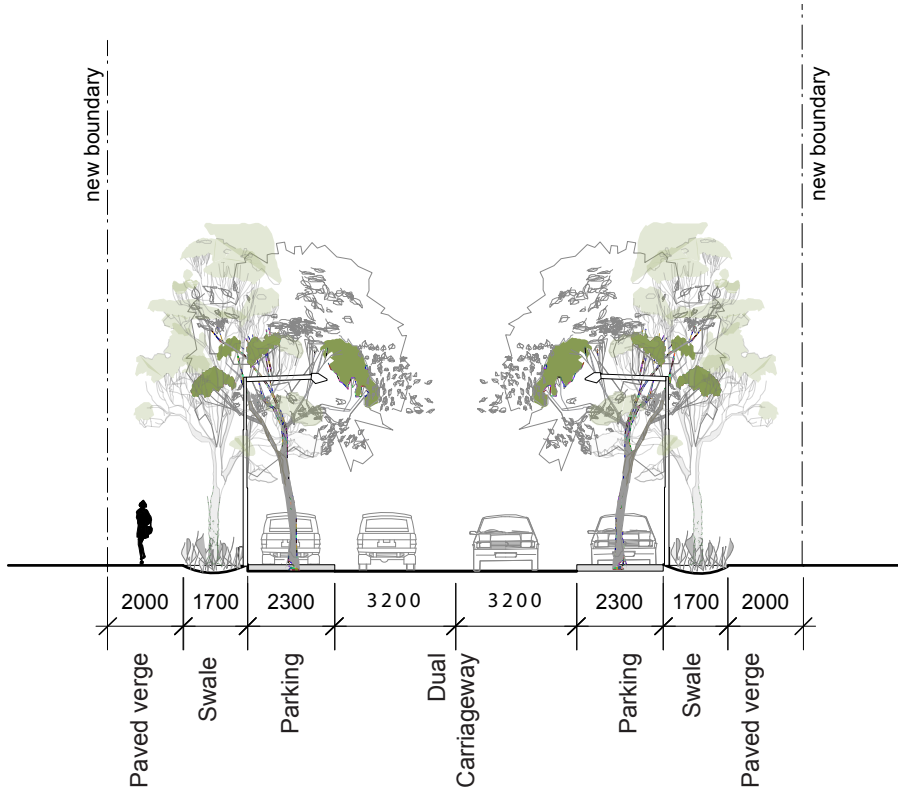 new boundary
new boundary
2000 1700 2300 3200 3200 2300 1700 2000
Paved verge
Swale
Parking
Dual
Carriageway
Parking
Swale
Paved verge